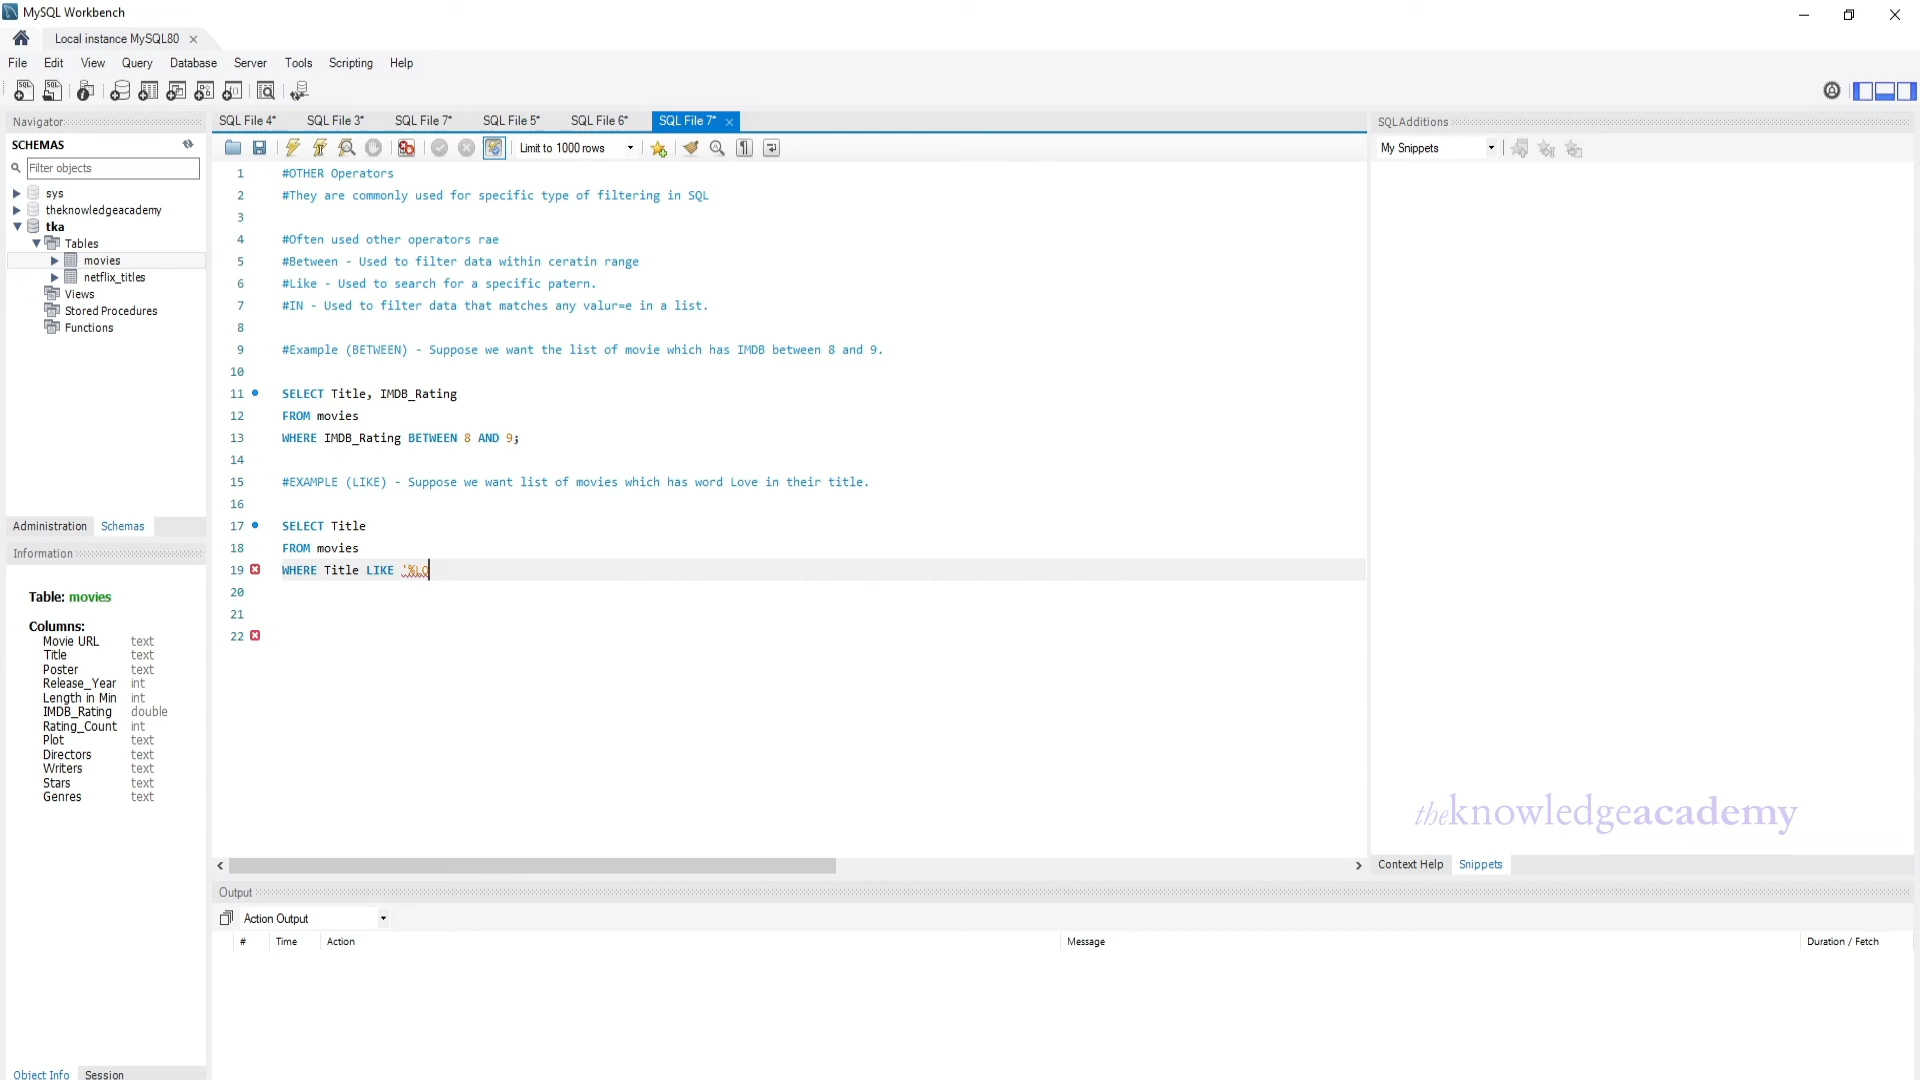 MySQL Workbench
Local instance MySQL80
File Edit View Query Database Server Tools Scripting Help
Navigator
SCHEMAS
Filter objects
sys
theknowledgeacademy
tka
Tables
movies
netflix_titles
Views
Stored Procedures
Functions
Administration Schemas
Information
Table: movies
Columns:
Movie URL text
Title text
Poster text
Release_Year int
Length in Min int
IMDB_Rating double
Rating_Count int
Plot text
Directors text
Writers text
Stars text
Genres text
Object Info Session
SQL File 4* SQL File 3* SQL File 7* SQL File 5* SQL File 6* SQL File 7*
Limit to 1000 rows
1 #OTHER Operators
2 #They are commonly used for specific type of filtering in SQL
3
4 #Often used other operators rae
5 #Between - Used to filter data within ceratin range
6 #Like - Used to search for a specific patern.
7 #IN - Used to filter data that matches any valur=e in a list.
8
9 #Example (BETWEEN) - Suppose we want the list of movie which has IMDB between 8 and 9.
10
11 SELECT Title, IMDB_Rating
12 FROM movies
13 WHERE IMDB_Rating BETWEEN 8 AND 9;
14
15 #EXAMPLE (LIKE) - Suppose we want list of movies which has word Love in their title.
16
17 SELECT Title
18 FROM movies
19 WHERE Title LIKE '%LO
20
21
22
SQLAdditions
My Snippets
theknowledgeacademy
Context Help Snippets
Output
Action Output
# Time Action Message Duration / Fetch